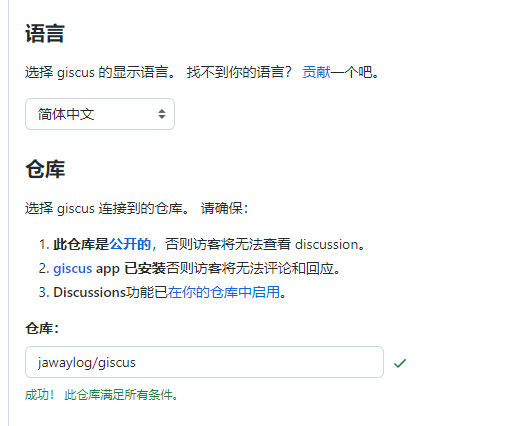 语言
选择 giscus 的显示语言。 找不到你的语言？ 贡献一个吧。
简体中文
仓库
选择 giscus 连接到的仓库。 请确保：
1. 此仓库是公开的，否则访客将无法查看 discussion。
2. giscus app 已安装否则访客将无法评论和回应。
3. Discussions功能已在你的仓库中启用。
仓库：
jawaylog/giscus
成功！ 此仓库满足所有条件。